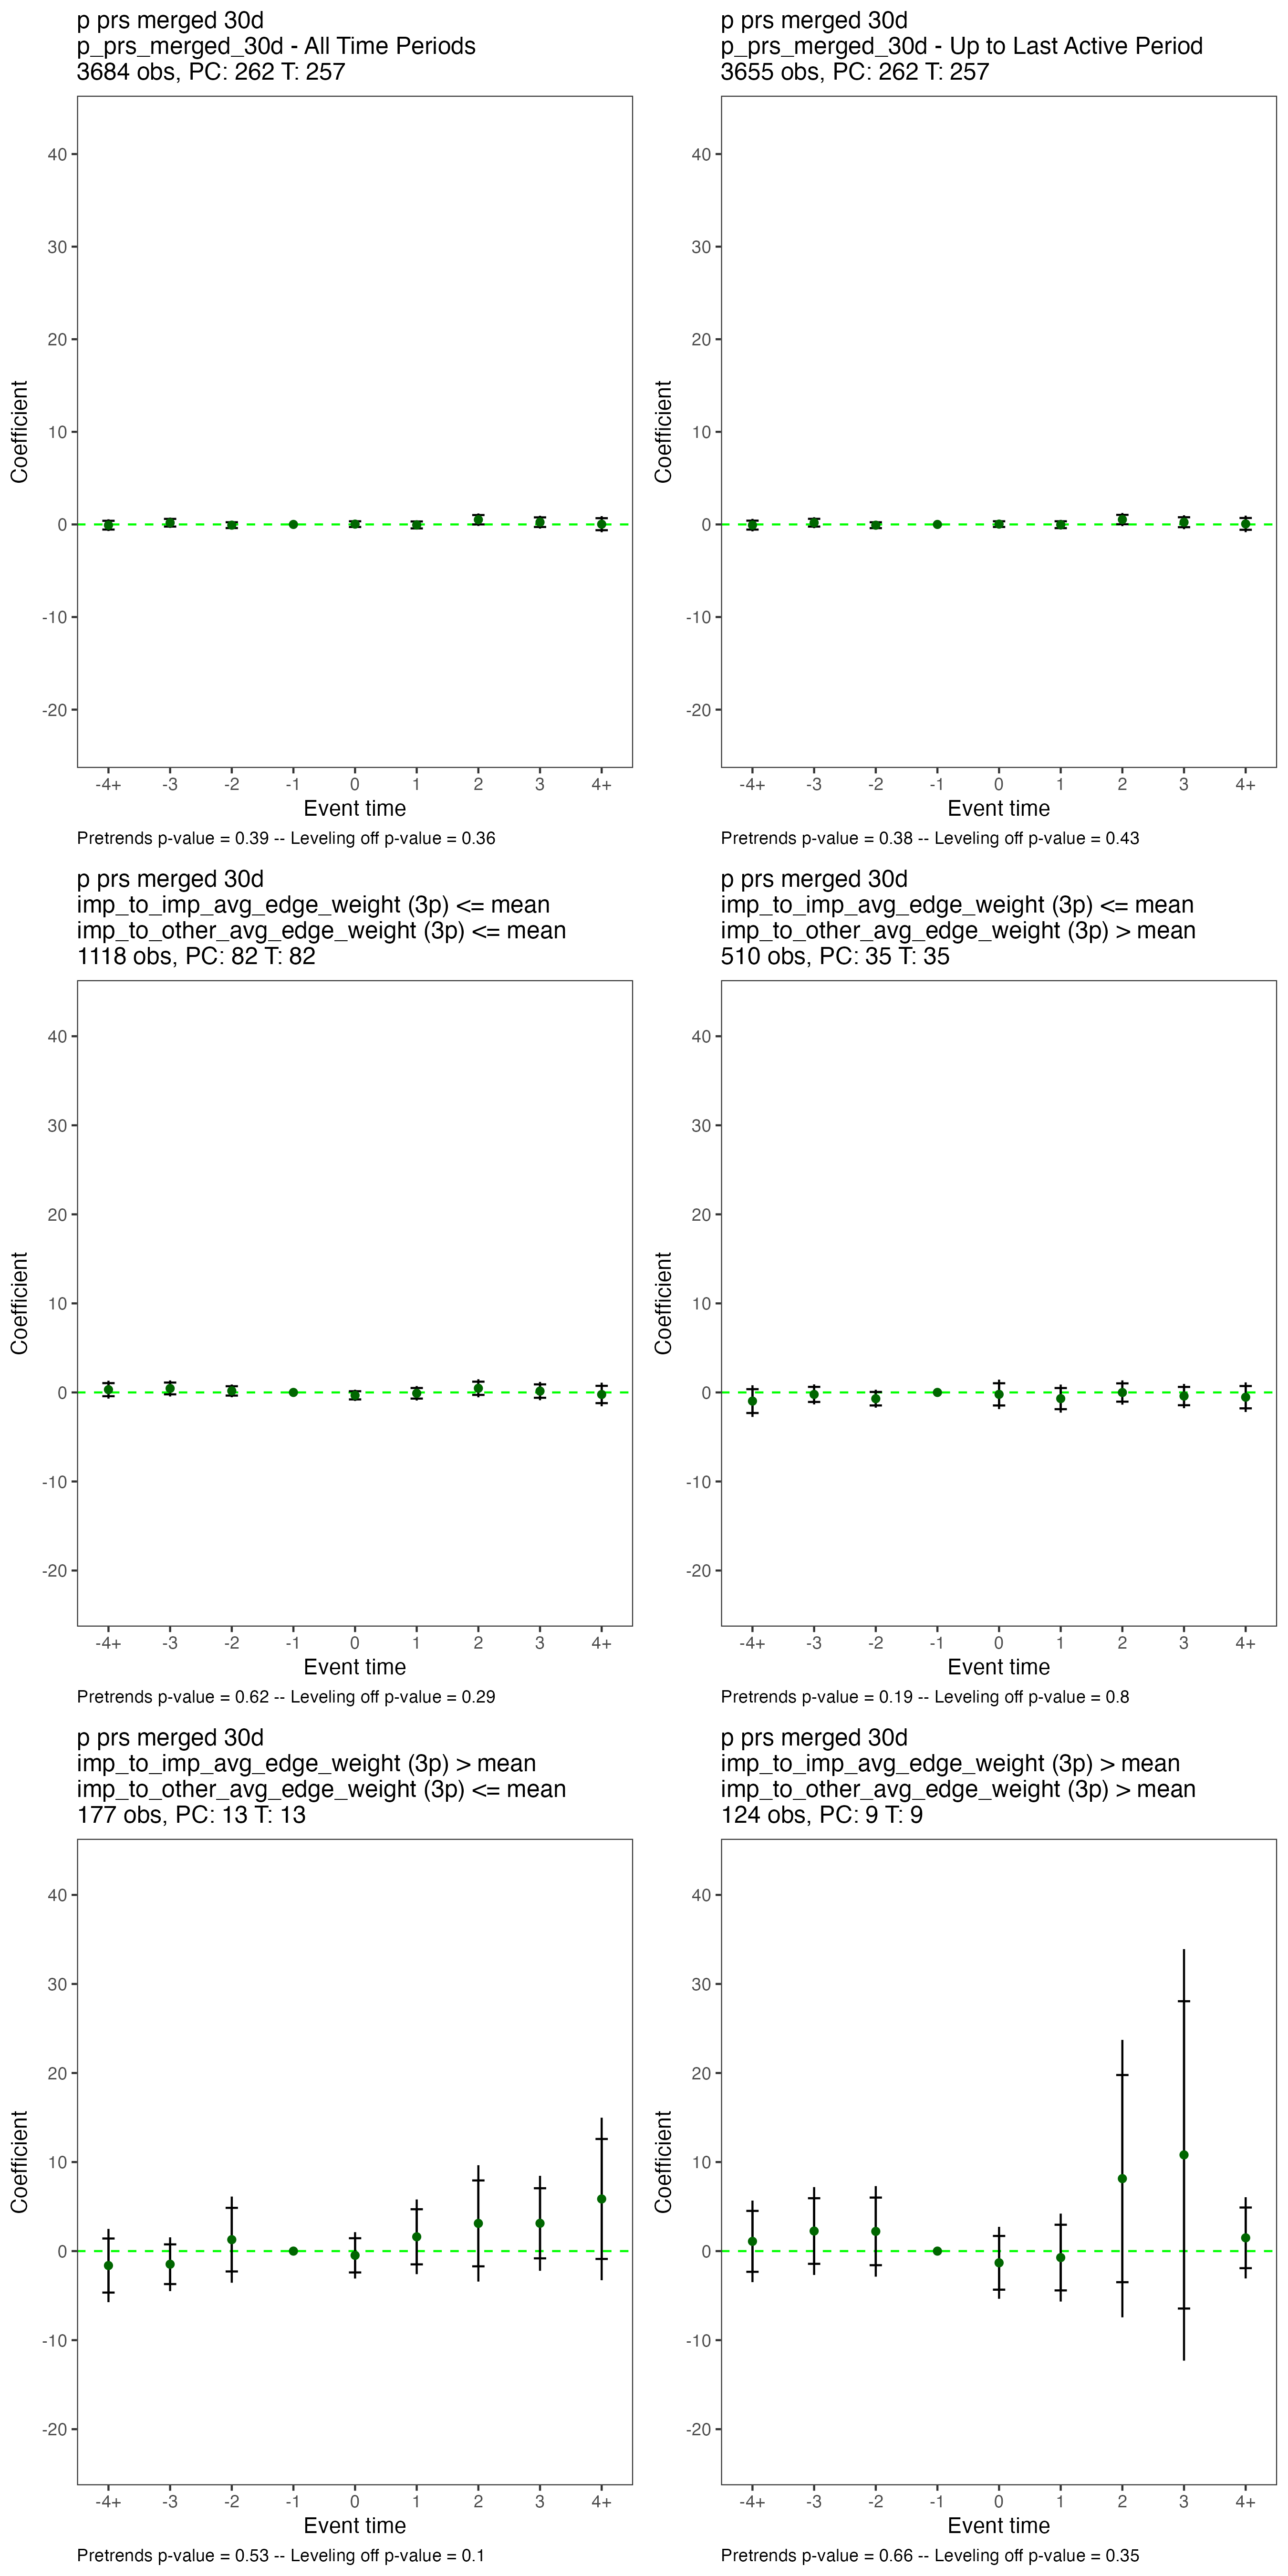 p prs merged 30d
p_prs_merged_30d - All Time Periods
3684 obs, PC: 262 T: 257
40
30
20
10
0
-10
-20
Coefficient
-4+ -3 -2 -1 0 1 2 3 4+
Event time
Pretrends p-value = 0.39 -- Leveling off p-value = 0.36
p prs merged 30d
p_prs_merged_30d - Up to Last Active Period
3655 obs, PC: 262 T: 257
40
30
20
10
0
-10
-20
Coefficient
-4+ -3 -2 -1 0 1 2 3 4+
Event time
Pretrends p-value = 0.38 -- Leveling off p-value = 0.43
p prs merged 30d
imp_to_imp_avg_edge_weight (3p) <= mean
imp_to_other_avg_edge_weight (3p) <= mean
1118 obs, PC: 82 T: 82
40
30
20
10
0
-10
-20
Coefficient
-4+ -3 -2 -1 0 1 2 3 4+
Event time
Pretrends p-value = 0.62 -- Leveling off p-value = 0.29
p prs merged 30d
imp_to_imp_avg_edge_weight (3p) <= mean
imp_to_other_avg_edge_weight (3p) > mean
510 obs, PC: 35 T: 35
40
30
20
10
0
-10
-20
Coefficient
-4+ -3 -2 -1 0 1 2 3 4+
Event time
Pretrends p-value = 0.19 -- Leveling off p-value = 0.8
p prs merged 30d
imp_to_imp_avg_edge_weight (3p) > mean
imp_to_other_avg_edge_weight (3p) <= mean
177 obs, PC: 13 T: 13
40
30
20
10
0
-10
-20
Coefficient
-4+ -3 -2 -1 0 1 2 3 4+
Event time
Pretrends p-value = 0.53 -- Leveling off p-value = 0.1
p prs merged 30d
imp_to_imp_avg_edge_weight (3p) > mean
imp_to_other_avg_edge_weight (3p) > mean
124 obs, PC: 9 T: 9
40
30
20
10
0
-10
-20
Coefficient
-4+ -3 -2 -1 0 1 2 3 4+
Event time
Pretrends p-value = 0.66 -- Leveling off p-value = 0.35